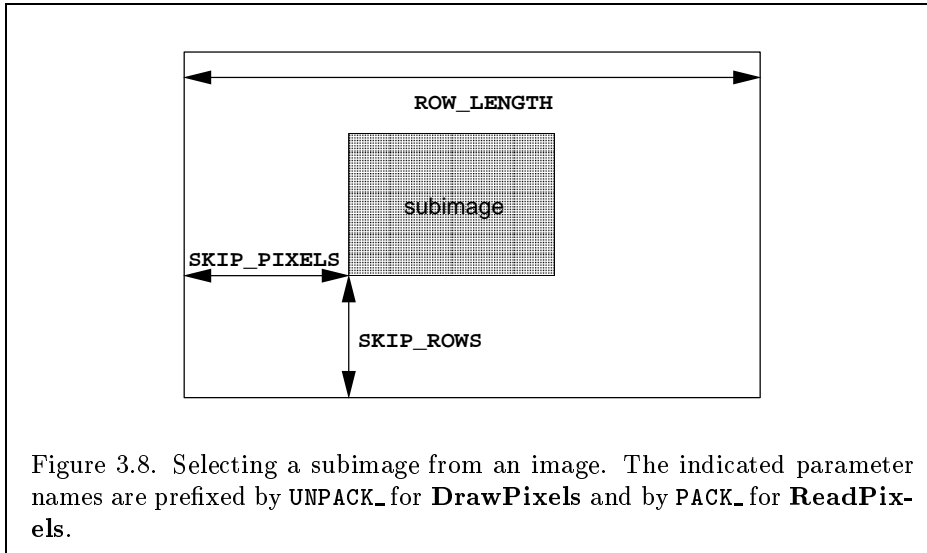 ROW_LENGTH
subimage
SKIP_PIXELS
SKIP_ROWS
Figure 3.8. Selecting a subimage from an image. The indicated parameter
names are prefixed by UNPACK_ for DrawPixels and by PACK_ for ReadPix-
els.